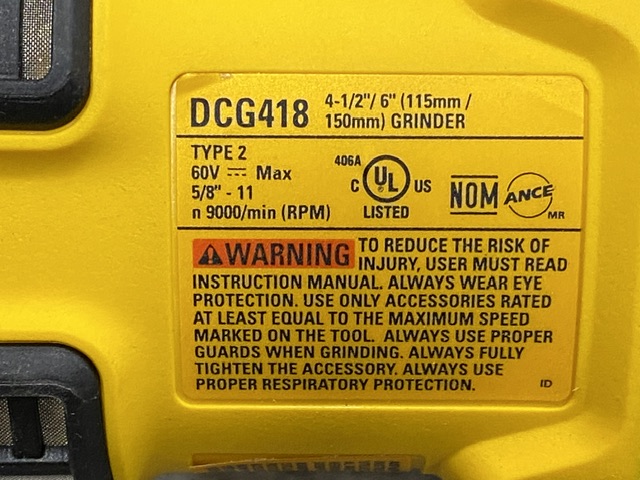 DCG418 4-1/2"/ 6" (115mm /
150mm) GRINDER
TYPE 2
60V ⎓ Max
5/8" - 11
n 9000/min (RPM)
406A
C UL US
LISTED
NOM ANCE
MR
⚠WARNING TO REDUCE THE RISK OF
INJURY, USER MUST READ
INSTRUCTION MANUAL. ALWAYS WEAR EYE
PROTECTION. USE ONLY ACCESSORIES RATED
AT LEAST EQUAL TO THE MAXIMUM SPEED
MARKED ON THE TOOL. ALWAYS USE PROPER
GUARDS WHEN GRINDING. ALWAYS FULLY
TIGHTEN THE ACCESSORY. ALWAYS USE
PROPER RESPIRATORY PROTECTION. ID